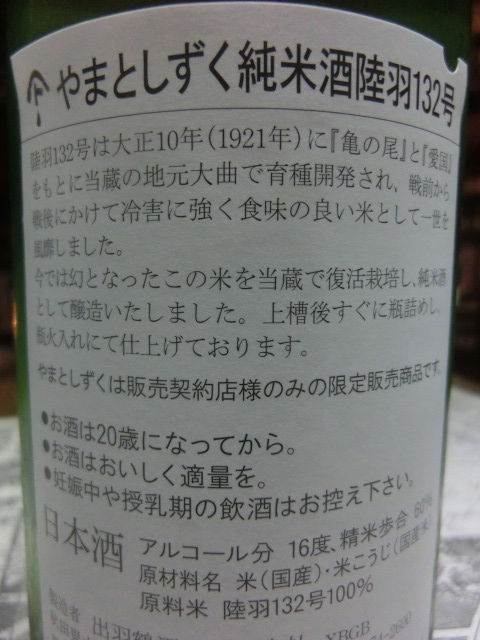 やまとしずく純米酒陸羽132号
陸羽132号は大正10年(1921年)に『亀の尾』と『愛国』
をもとに当蔵の地元大曲で育種開発され、戦前から
戦後にかけて冷害に強く食味の良い米として一世を
風靡しました。
今では幻となったこの米を当蔵で復活栽培し、純米酒
として醸造いたしました。上槽後すぐに瓶詰めし、
瓶火入れにて仕上げております。
やまとしずくは販売契約店様のみの限定販売商品です。
●お酒は20歳になってから。
●お酒はおいしく適量を。
●妊娠中や授乳期の飲酒はお控え下さい。
日本酒
アルコール分 16度、精米歩合 60%
原材料名 米(国産)・米こうじ(国産米)
原料米 陸羽132号100%
製造者 出羽鶴 YBGB
2600